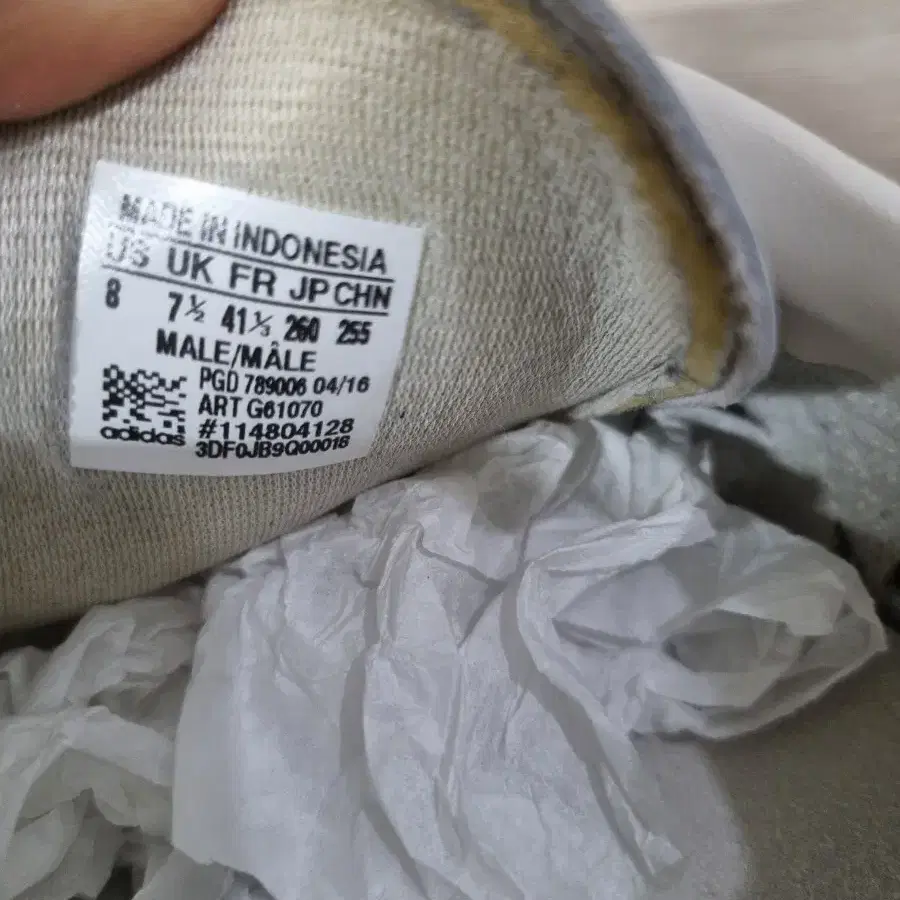 MADE IN INDONESIA
US UK FR JP CHN
8 7½ 41⅓ 260 255
MALE/MÂLE
PGD 789006 04/16
ART G61070
#114804128
adidas
3DF0JB9Q00016